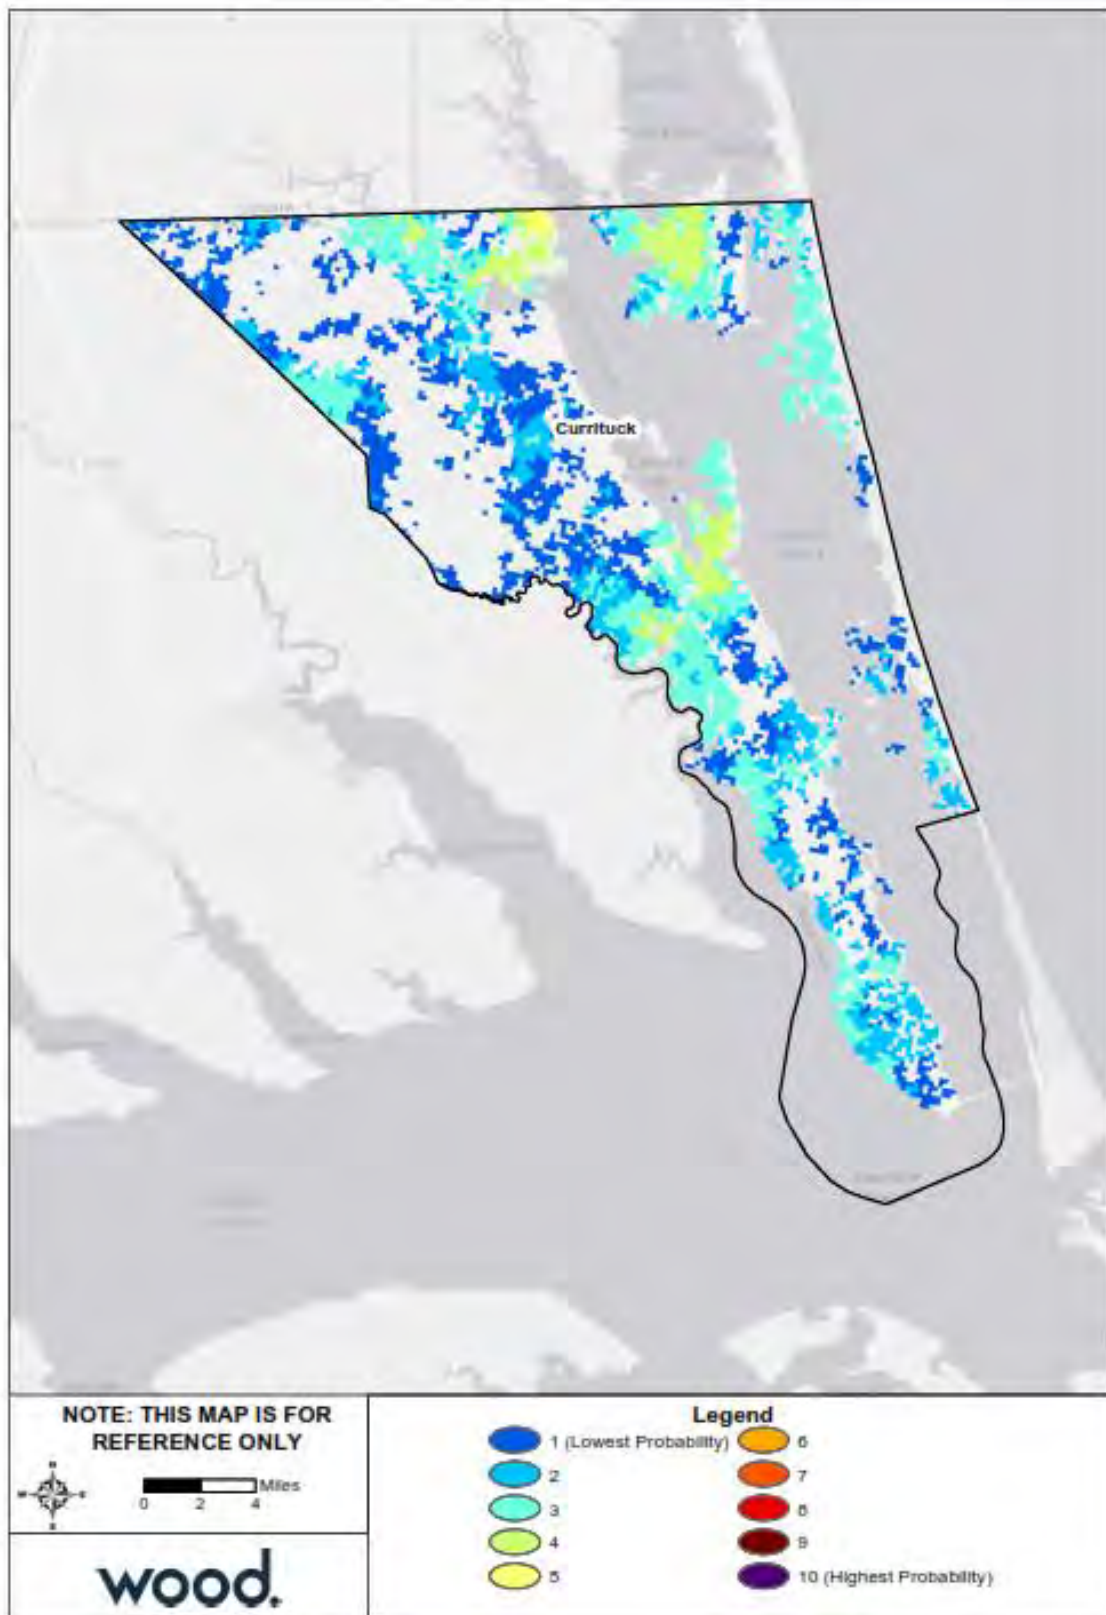 Currituck
NOTE: THIS MAP IS FOR
REFERENCE ONLY
N
W
E
S
Miles
0 2 4
wood.
Legend
1 (Lowest Probability)
2
3
4
5
6
7
8
9
10 (Highest Probability)